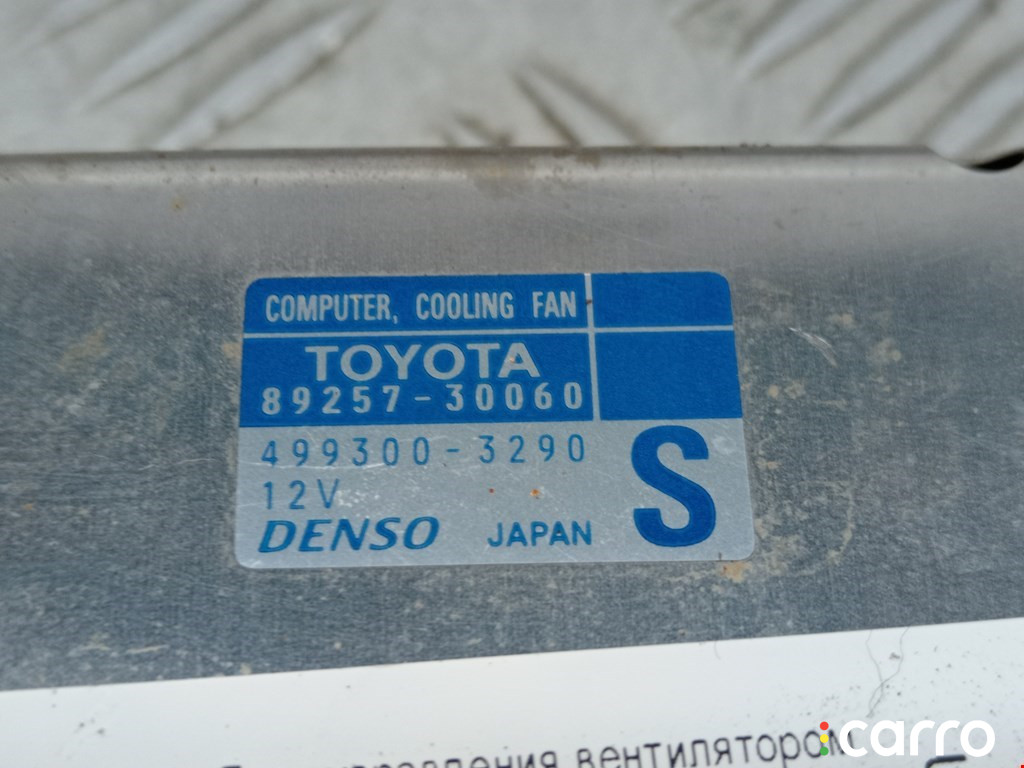 COMPUTER, COOLING FAN
TOYOTA
89257-30060
499300-3290
12V
S
DENSO JAPAN
вентилятором
carro